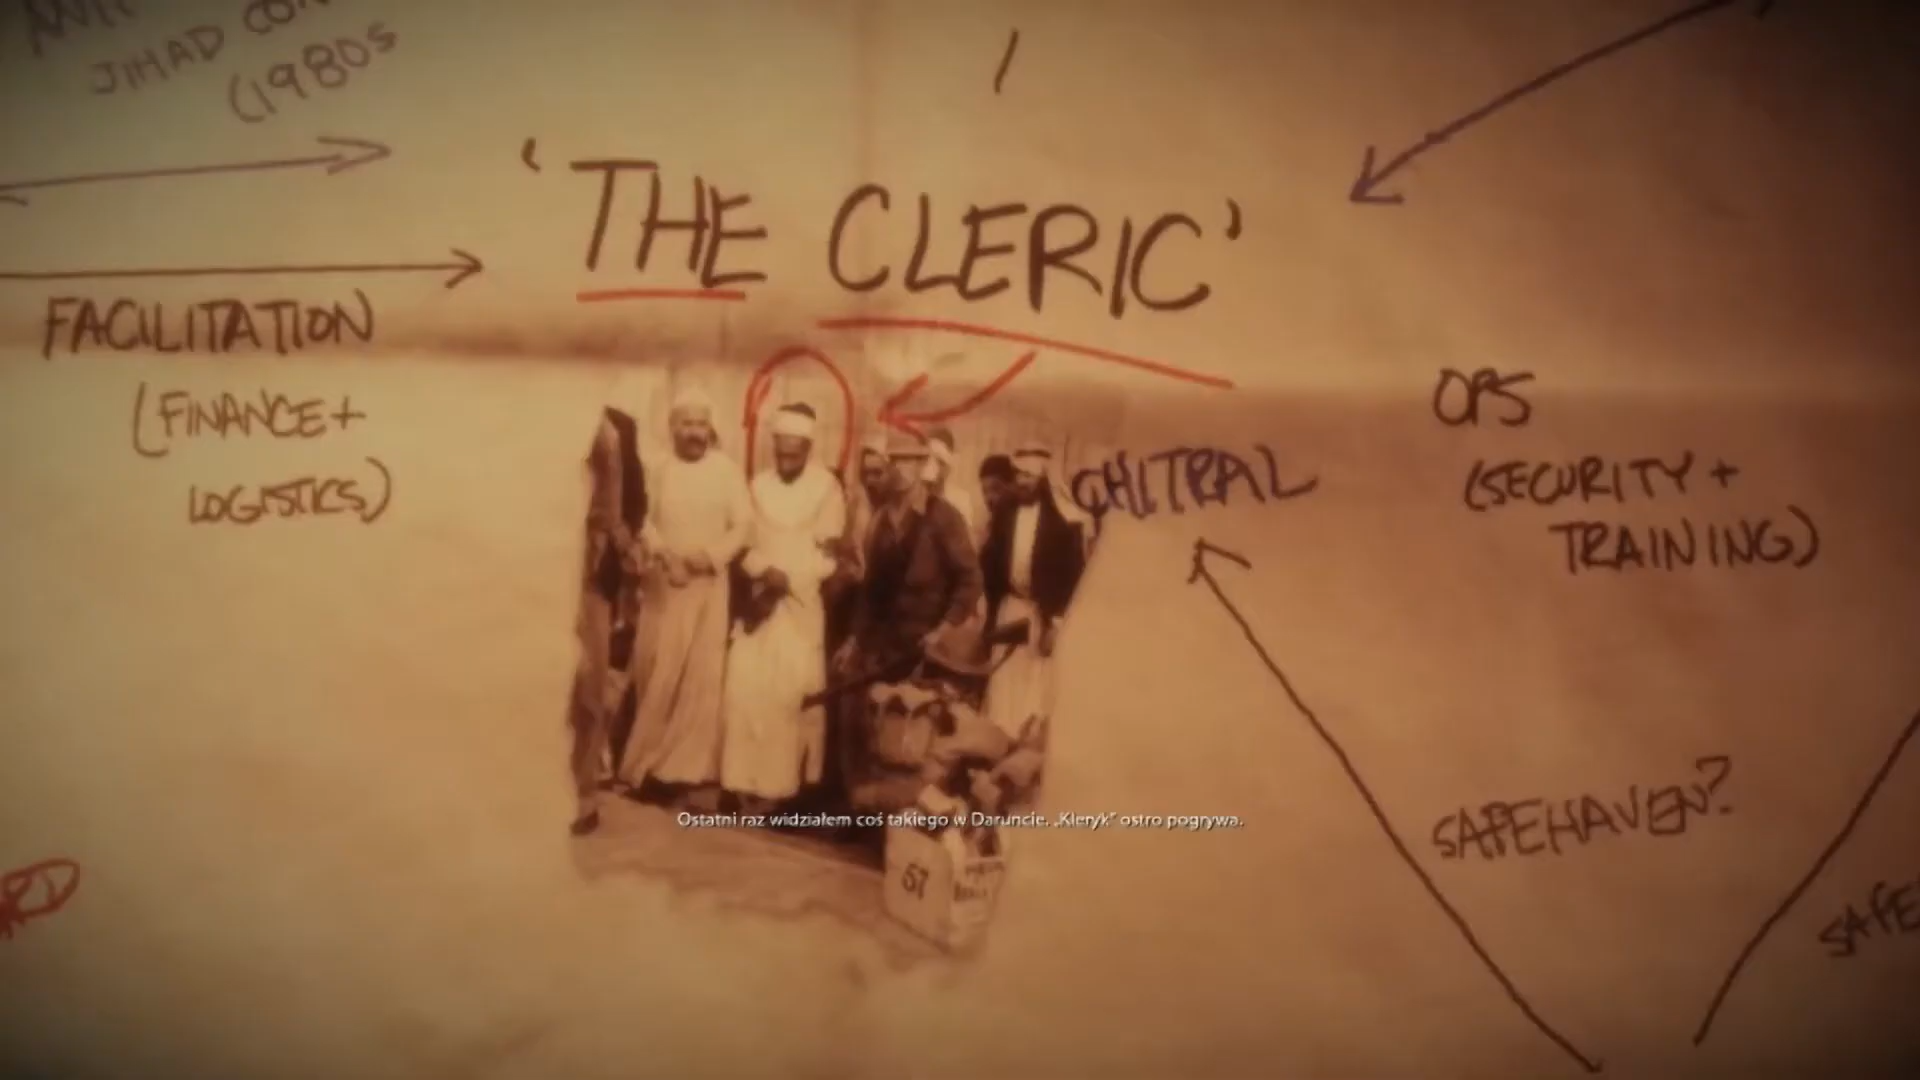 JIHAD
(1980s
'THE CLERIC'
FACILITATION
(FINANCE+
LOGISTICS)
OPS
(SECURITY +
TRAINING)
CHITRAL
SAFEHAVEN?
Ostatni raz widziałem coś takiego w Daruncie. „Kleryk” ostro pogrywa.
57